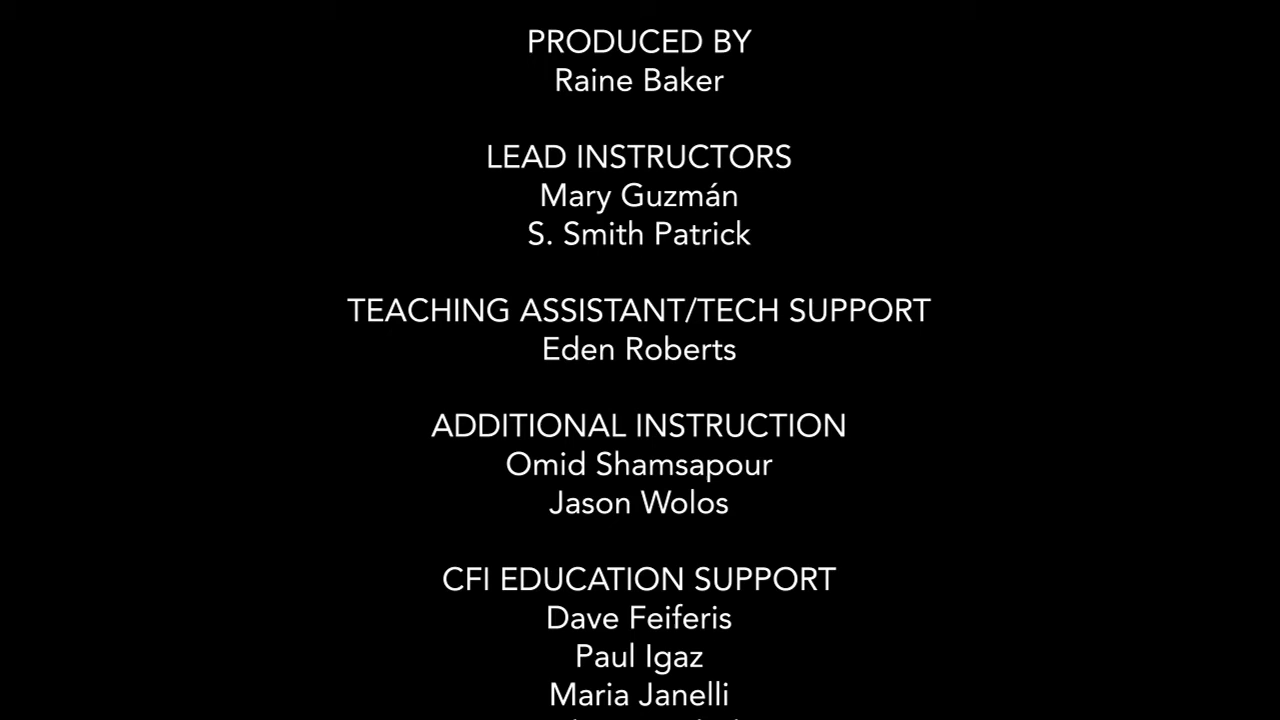 PRODUCED BY
Raine Baker
LEAD INSTRUCTORS
Mary Guzmán
S. Smith Patrick
TEACHING ASSISTANT/TECH SUPPORT
Eden Roberts
ADDITIONAL INSTRUCTION
Omid Shamsapour
Jason Wolos
CFI EDUCATION SUPPORT
Dave Feiferis
Paul Igaz
Maria Janelli